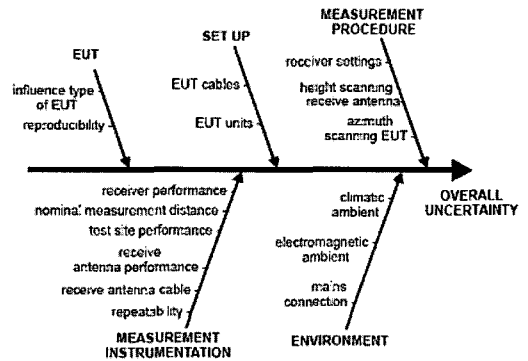 EUT
influence type
of EUT
reproducibility
SET UP
EUT cables
EUT units
MEASUREMENT
PROCEDURE
receiver settings
height scanning
receive antenna
azimuth
scanning EUT
OVERALL
UNCERTAINTY
receiver performance
nominal measurement distance
test site performance
receive
antenna performance
receive antenna cable
repeatability
MEASUREMENT
INSTRUMENTATION
climatic
ambient
electromagnetic
ambient
mains
connection
ENVIRONMENT